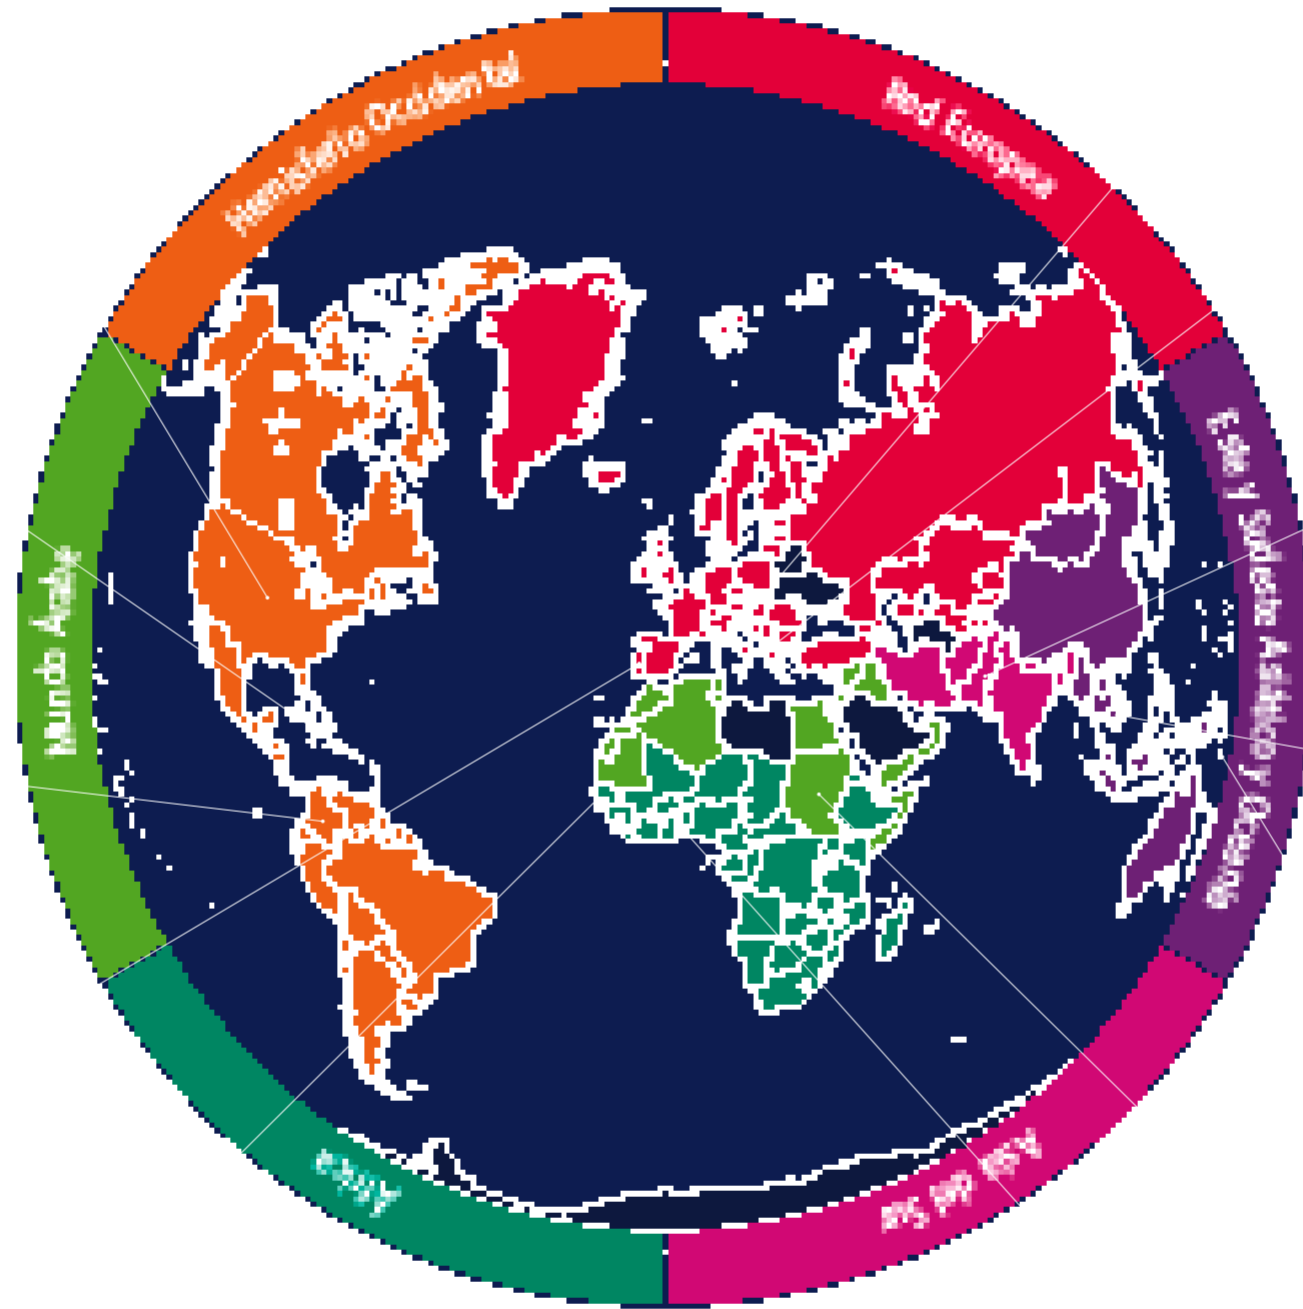 Hemisferio Occidental
Red Europea
Este y Sudeste Asiático y Oceanía
Asia del Sur
África
Mundo Árabe